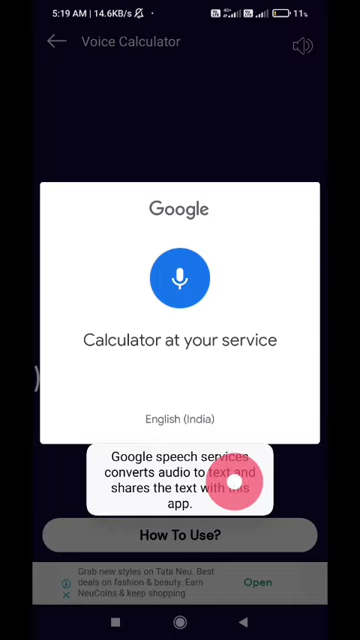 5:19 AM | 14.6KB/s
11%
Voice Calculator
Google
Calculator at your service
English (India)
Google speech services
converts audio to text and
shares the text with this
app.
How To Use?
Grab new styles on Tata Neu. Best
deals on fashion & beauty. Earn
NeuCoins & keep shopping
Open